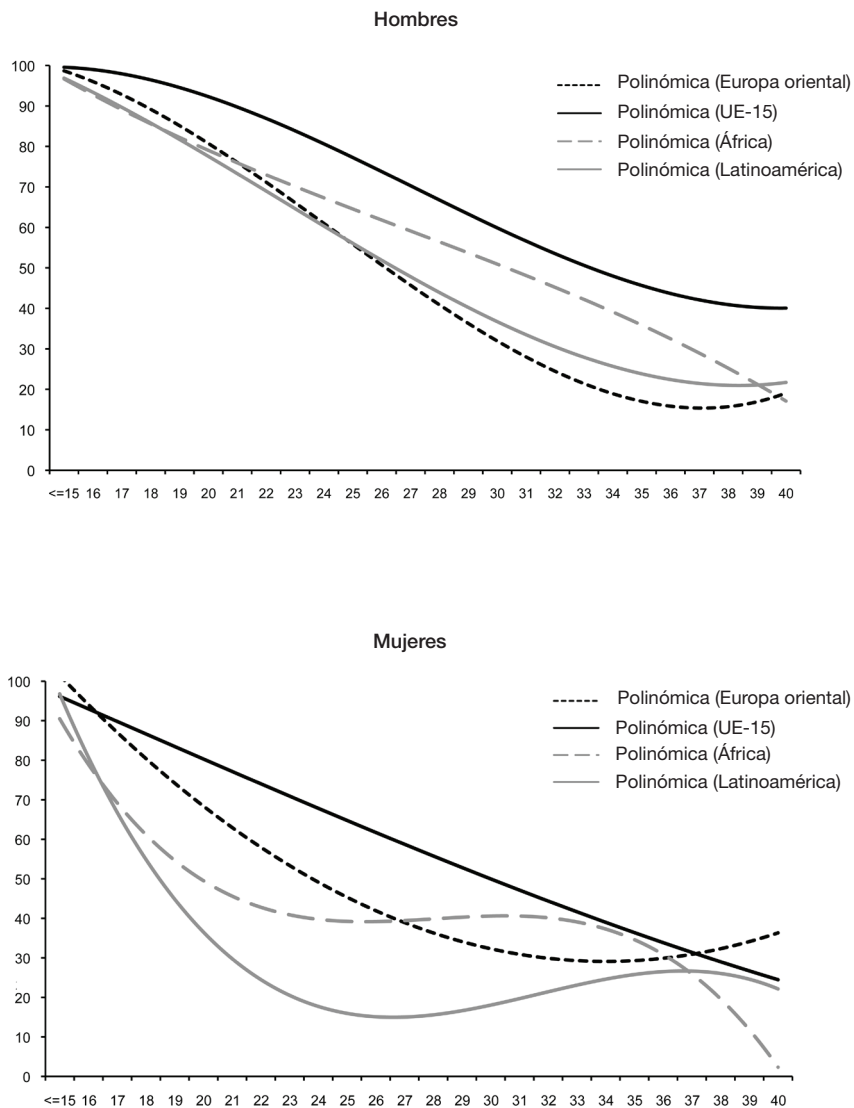 Hombres
100
90
80
70
60
50
40
30
20
10
0
<=15 16 17 18 19 20 21 22 23 24 25 26 27 28 29 30 31 32 33 34 35 36 37 38 39 40
Polinómica (Europa oriental)
Polinómica (UE-15)
Polinómica (África)
Polinómica (Latinoamérica)
Mujeres
100
90
80
70
60
50
40
30
20
10
0
<=15 16 17 18 19 20 21 22 23 24 25 26 27 28 29 30 31 32 33 34 35 36 37 38 39 40
Polinómica (Europa oriental)
Polinómica (UE-15)
Polinómica (África)
Polinómica (Latinoamérica)